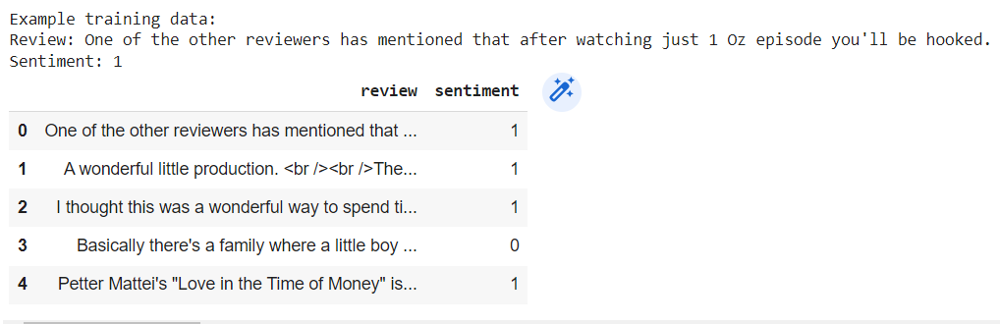 Example training data:
Review: One of the other reviewers has mentioned that after watching just 1 Oz episode you'll be hooked.
Sentiment: 1
review sentiment
0 One of the other reviewers has mentioned that ... 1
1 A wonderful little production. <br /><br />The... 1
2 I thought this was a wonderful way to spend ti... 1
3 Basically there's a family where a little boy ... 0
4 Petter Mattei's "Love in the Time of Money" is... 1